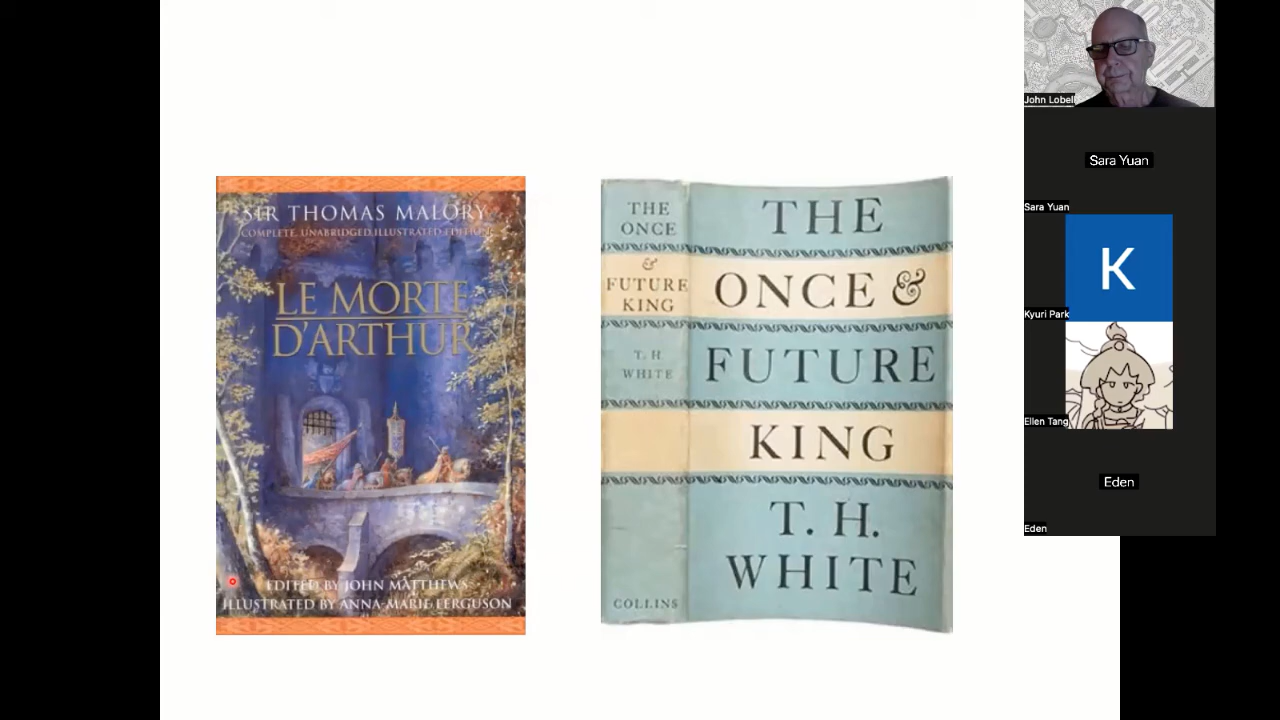 SIR THOMAS MALORY
COMPLETE, UNABRIDGED, ILLUSTRATED EDITION
LE MORTE
D'ARTHUR
EDITED BY JOHN MATTHEWS
ILLUSTRATED BY ANNA-MARIE FERGUSON
THE
ONCE
&
FUTURE
KING
T. H.
WHITE
COLLINS
THE
ONCE &
FUTURE
KING
T. H.
WHITE
John Lobell
Sara Yuan
Sara Yuan
K
Kyuri Park
Ellen Tang
Eden
Eden